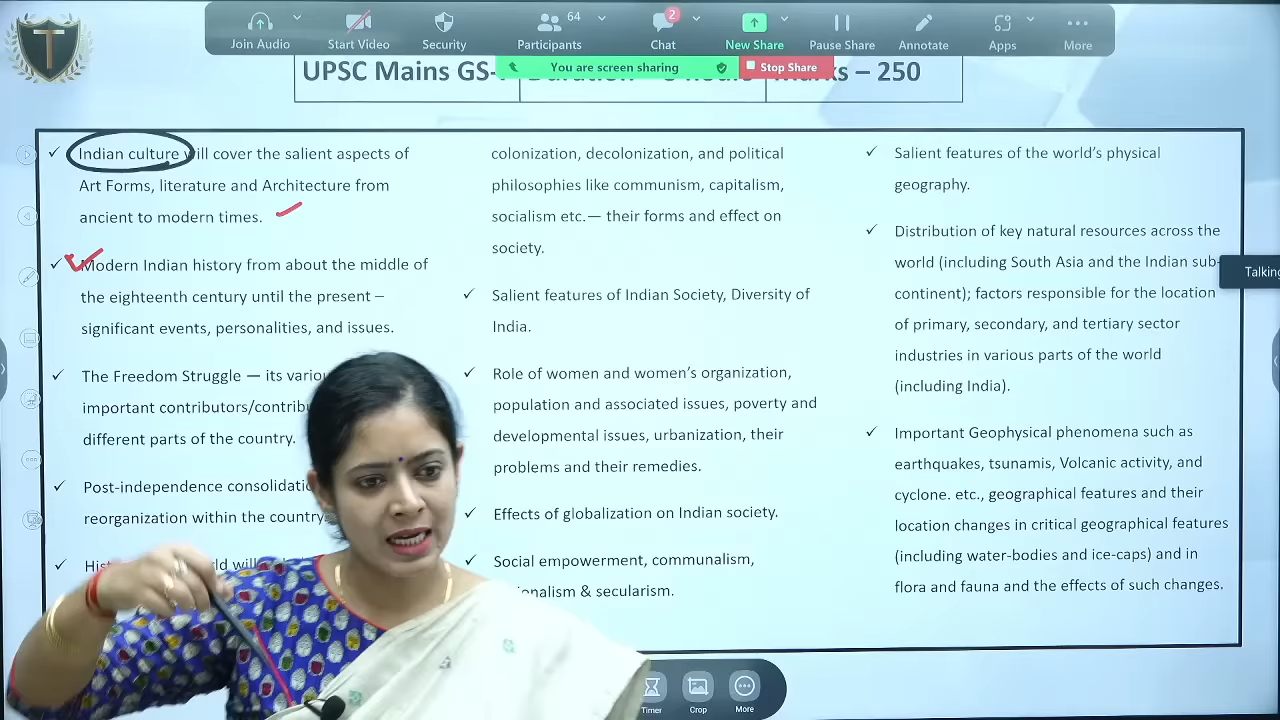 T
64
2
Join Audio
Start Video
Security
Participants
Chat
New Share
Pause Share
Annotate
Apps
More
You are screen sharing
Stop Share
UPSC Mains GS-
– 250
Indian culture will cover the salient aspects of
Art Forms, literature and Architecture from
ancient to modern times.
Modern Indian history from about the middle of
the eighteenth century until the present –
significant events, personalities, and issues.
The Freedom Struggle — its
important
different parts of the country.
Post-independence
reorganization within the country
colonization, decolonization, and political
philosophies like communism, capitalism,
socialism etc.— their forms and effect on
society.
Salient features of Indian Society, Diversity of
India.
Role of women and women's organization,
population and associated issues, poverty and
developmental issues, urbanization, their
problems and their remedies.
Effects of globalization on Indian society.
Social empowerment, communalism,
& secularism.
Salient features of the world's physical
geography.
Distribution of key natural resources across the
world (including South Asia and the Indian sub-
continent); factors responsible for the location
of primary, secondary, and tertiary sector
industries in various parts of the world
(including India).
Important Geophysical phenomena such as
earthquakes, tsunamis, Volcanic activity, and
cyclone. etc., geographical features and their
location changes in critical geographical features
(including water-bodies and ice-caps) and in
flora and fauna and the effects of such changes.
Talking
Timer
Crop
More